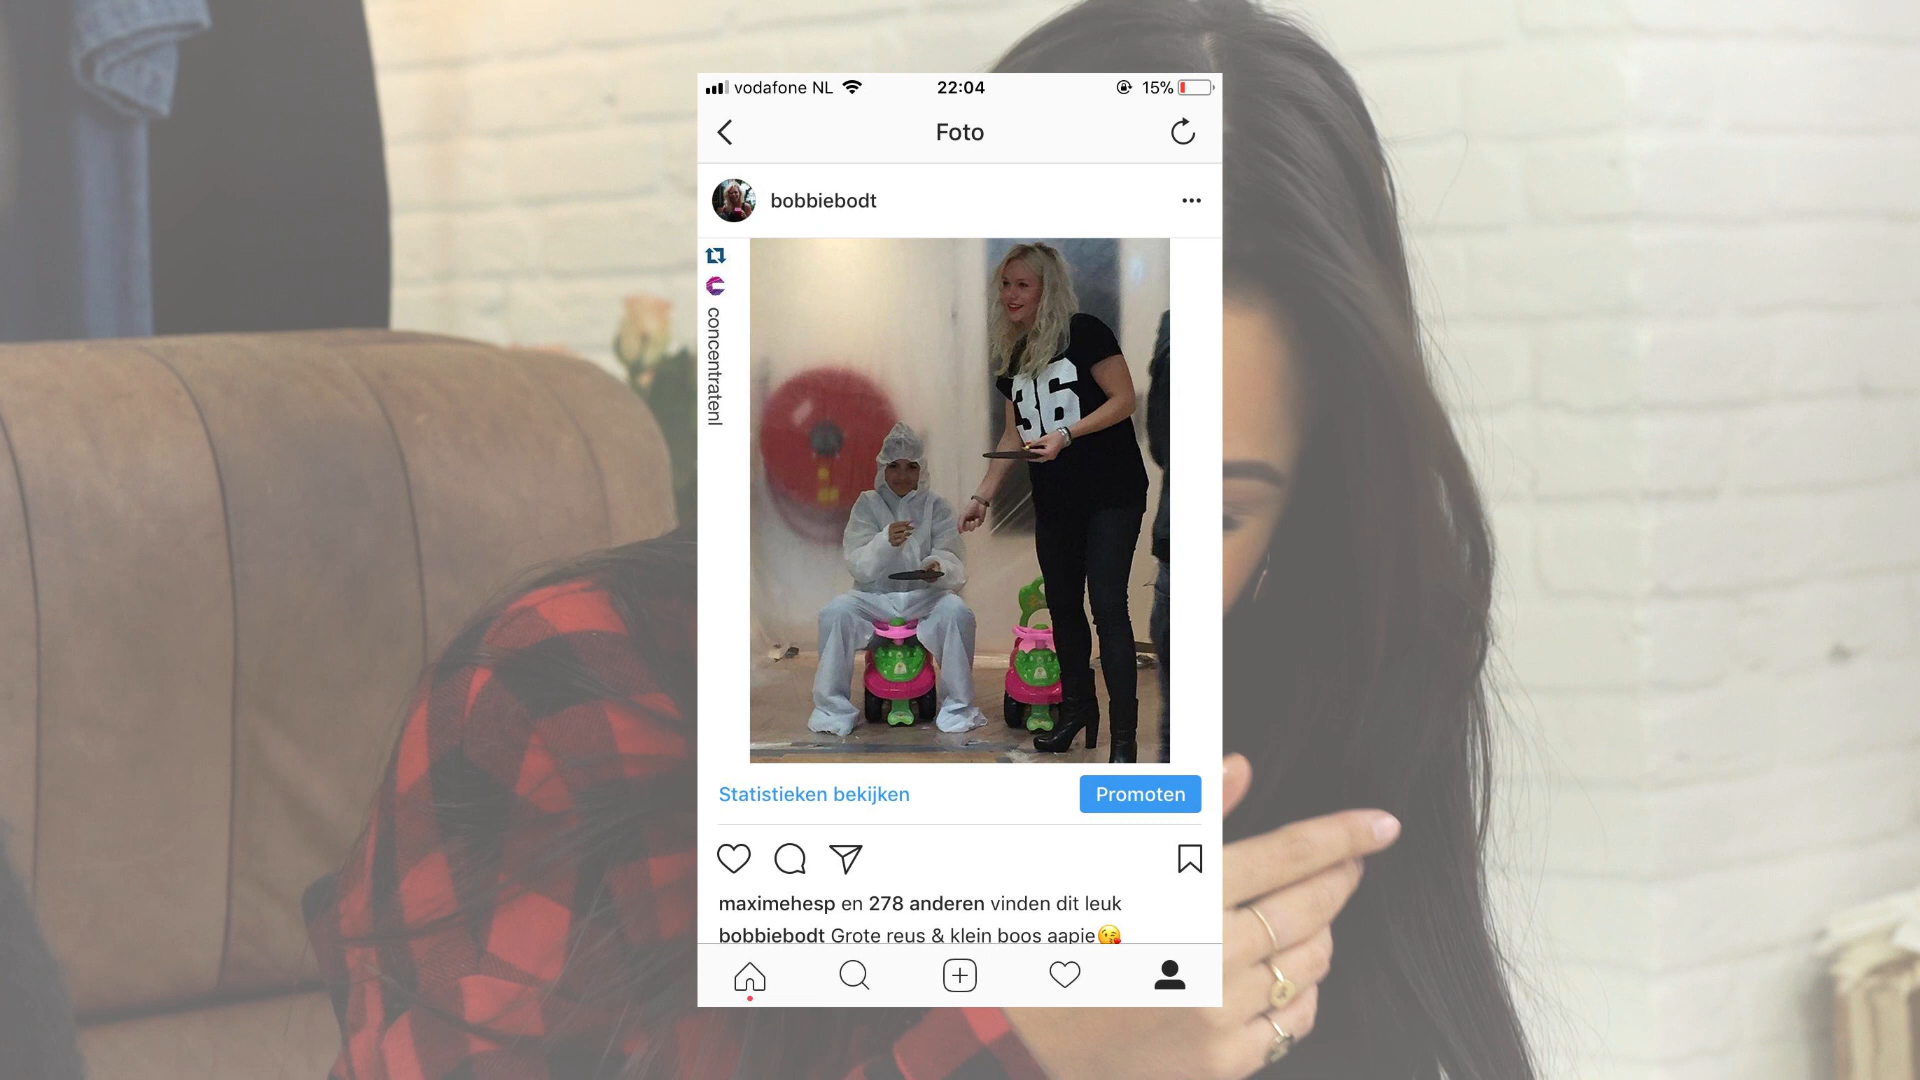 vodafone NL 22:04 15%
Foto
bobbiebodt
concentratenl
36
Statistieken bekijken Promoten
maximehesp en 278 anderen vinden dit leuk
bobbiebodt Grote reus & klein boos aapje😘